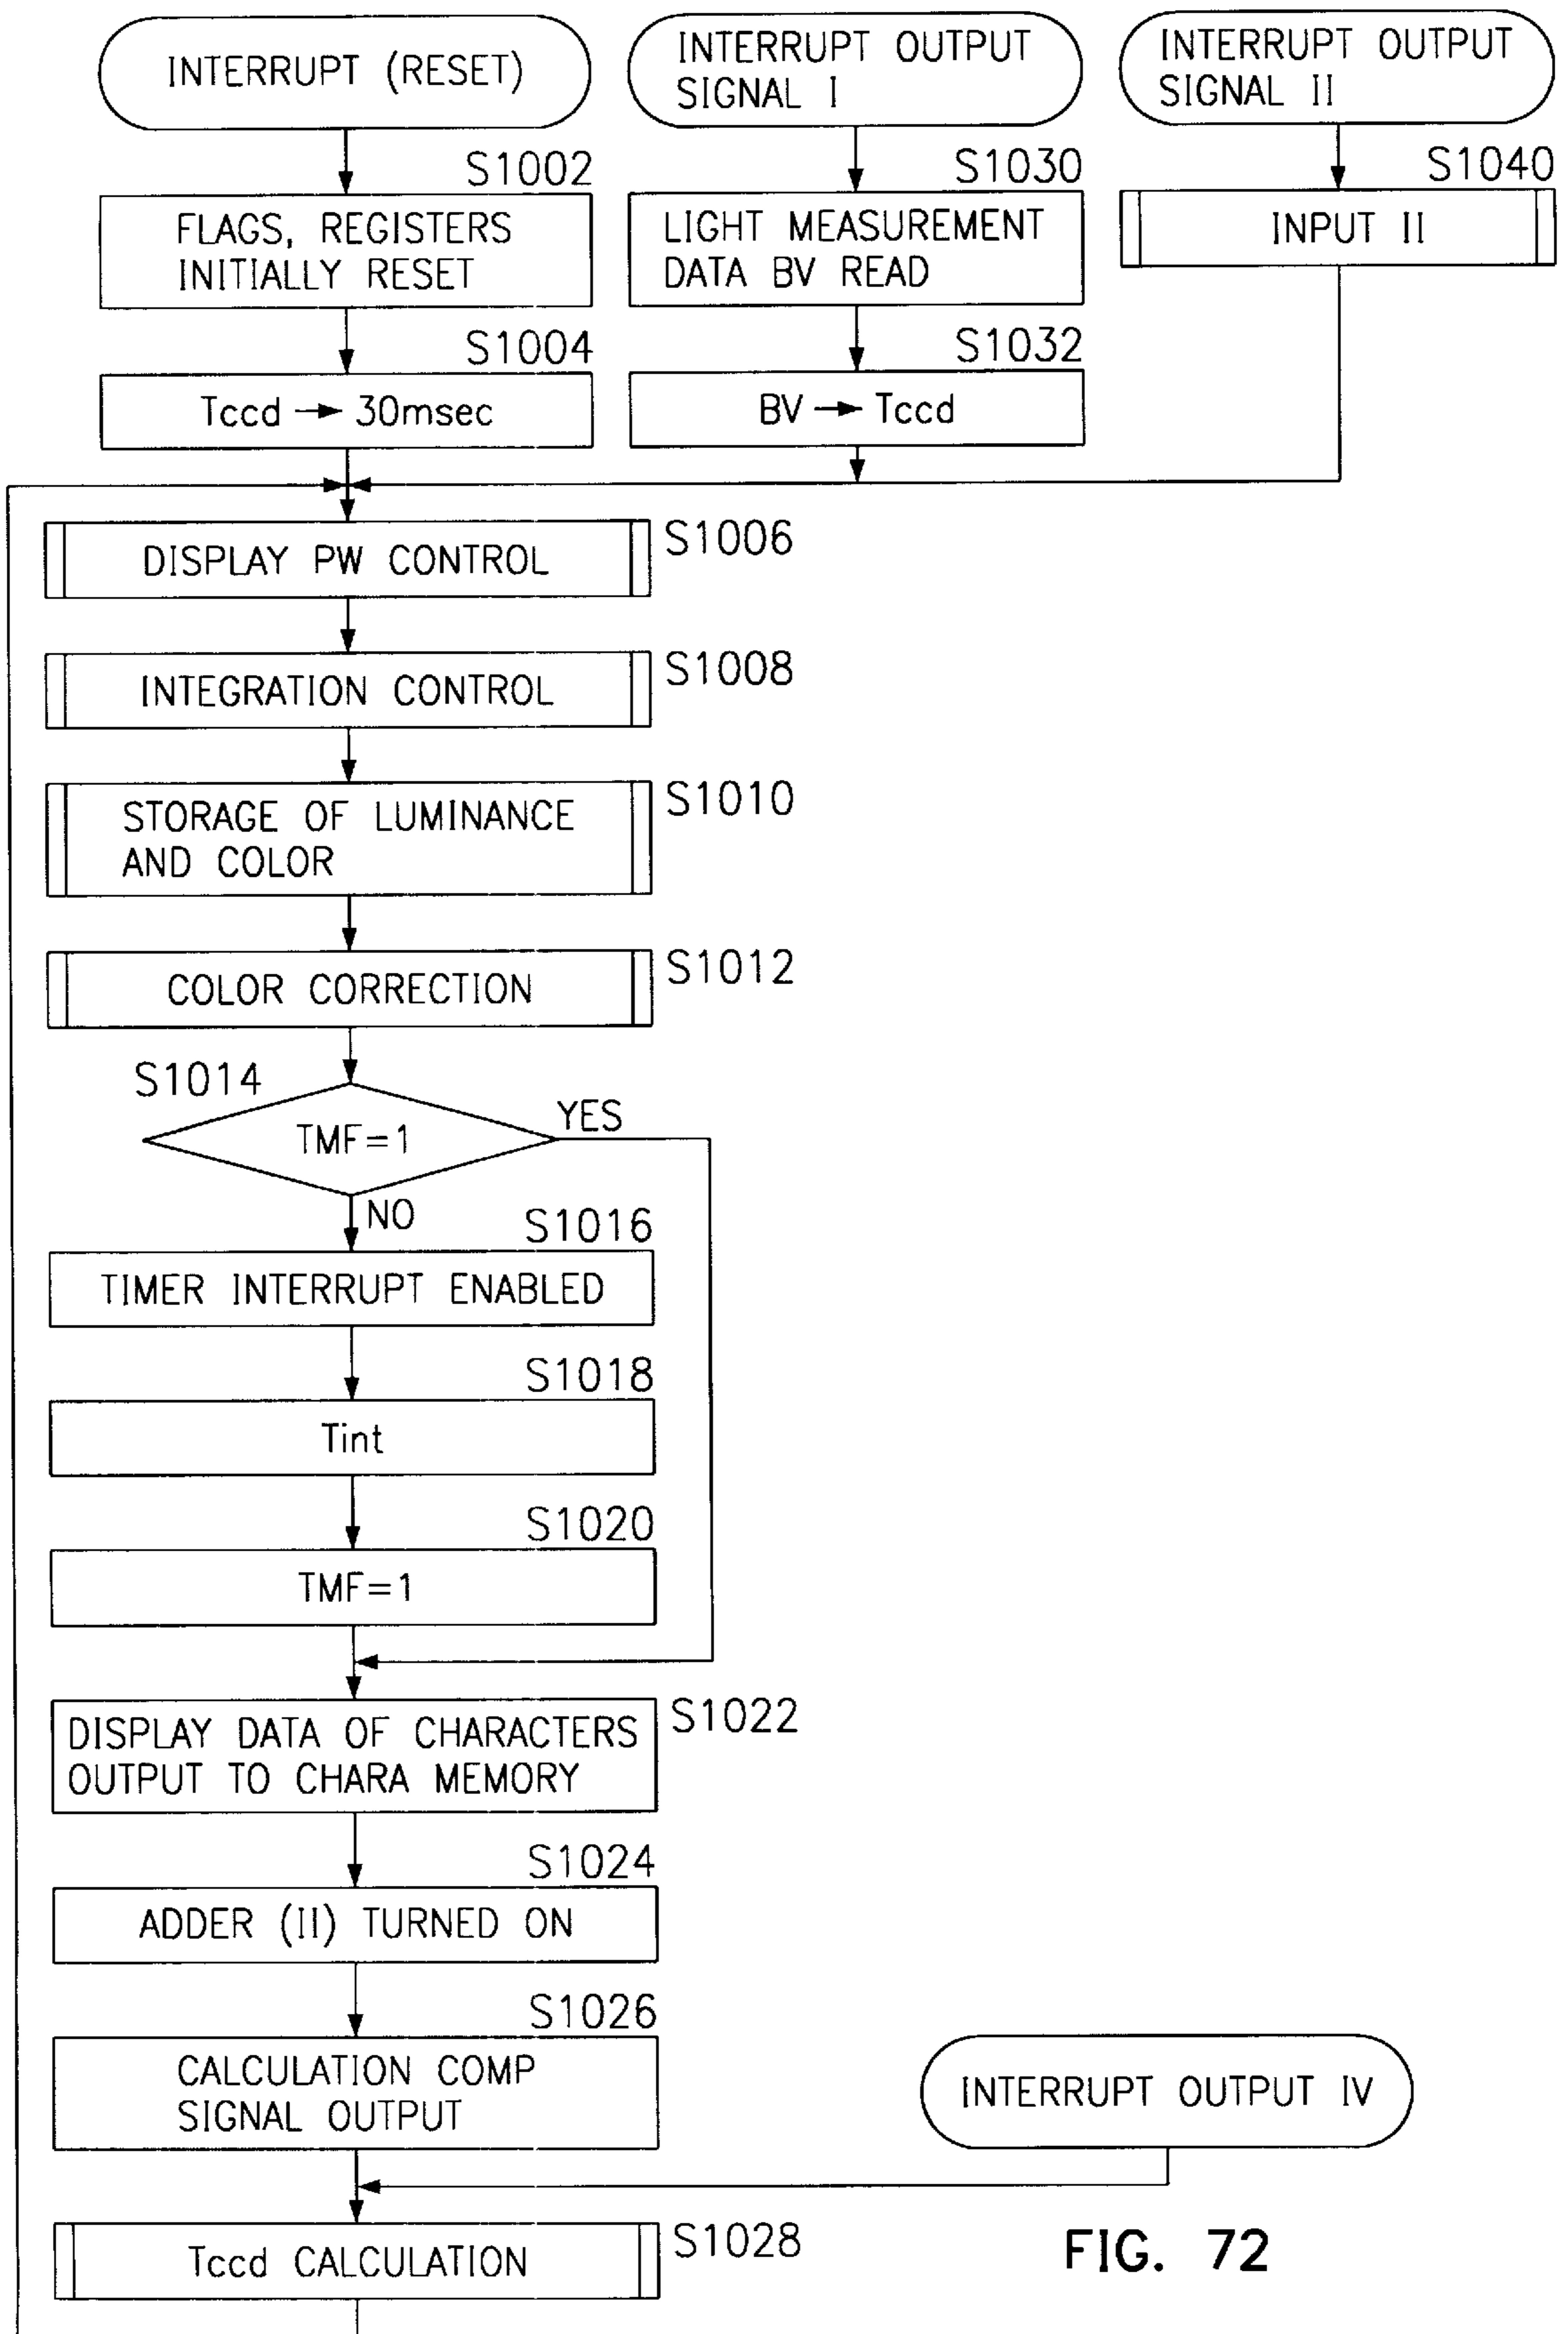 INTERRUPT (RESET)
INTERRUPT OUTPUT
SIGNAL I
INTERRUPT OUTPUT
SIGNAL II
S1002
FLAGS, REGISTERS
INITIALLY RESET
S1030
LIGHT MEASUREMENT
DATA BV READ
S1040
INPUT II
S1004
Tccd → 30msec
S1032
BV → Tccd
DISPLAY PW CONTROL
S1006
INTEGRATION CONTROL
S1008
STORAGE OF LUMINANCE
AND COLOR
S1010
COLOR CORRECTION
S1012
S1014
TMF=1
YES
NO
S1016
TIMER INTERRUPT ENABLED
S1018
Tint
S1020
TMF=1
DISPLAY DATA OF CHARACTERS
OUTPUT TO CHARA MEMORY
S1022
S1024
ADDER (II) TURNED ON
S1026
CALCULATION COMP
SIGNAL OUTPUT
INTERRUPT OUTPUT IV
Tccd CALCULATION
S1028
FIG. 72